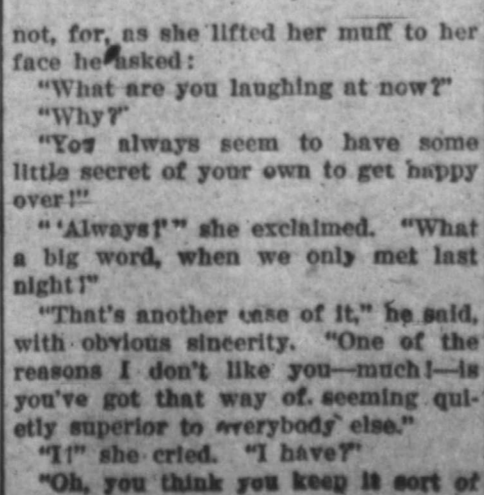 not, for, as she lifted her muff to her
face he asked:
"What are you laughing at now?"
"Why?"
"You always seem to have some
little secret of your own to get happy
over!"
"'Always!'" she exclaimed. "What
a big word, when we only met last
night!"
"That's another case of it," he said,
with obvious sincerity. "One of the
reasons I don't like you—much!—is
you've got that way of seeming qui-
etly superior to everybody else."
"I!" she cried. "I have?"
"Oh, you think you keep it sort of